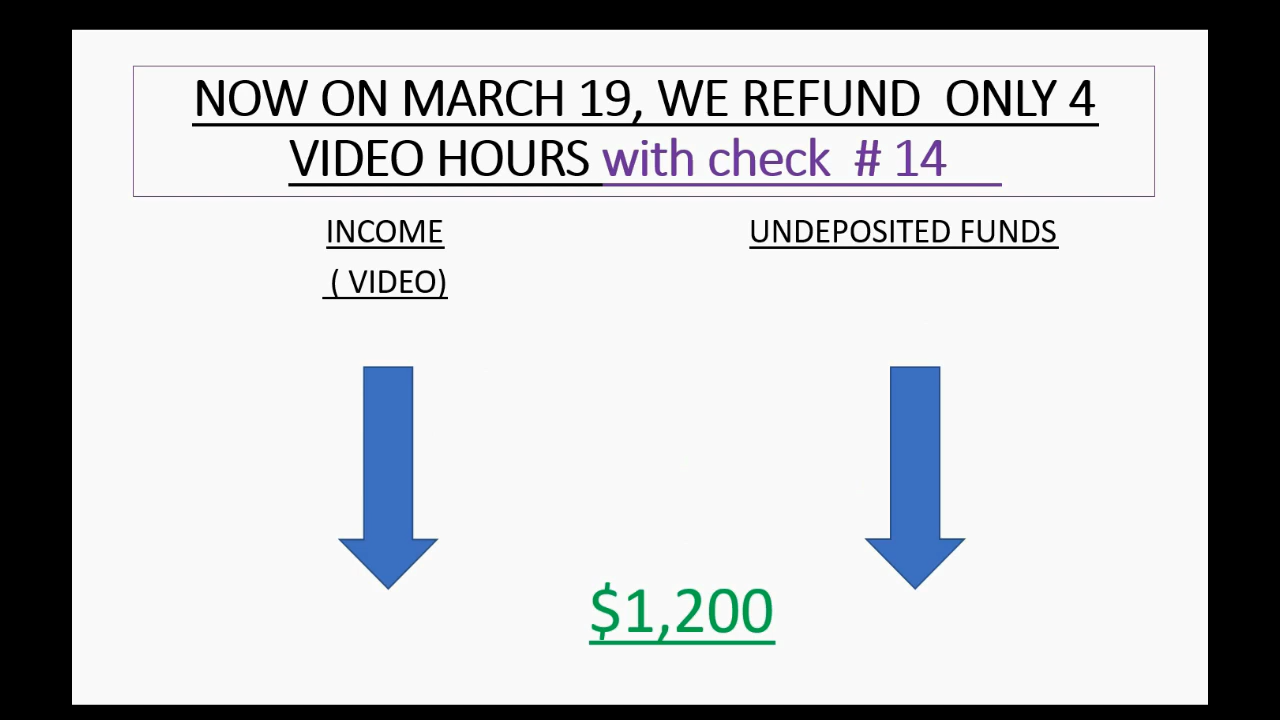 NOW ON MARCH 19, WE REFUND  ONLY 4
VIDEO HOURS with check  # 14
INCOME
( VIDEO)
UNDEPOSITED FUNDS
$1,200